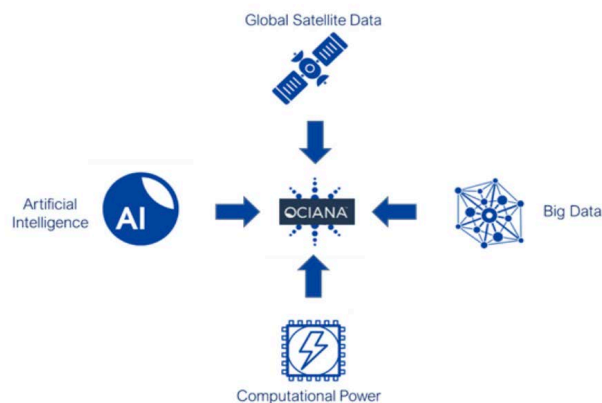 Global Satellite Data
Artificial
Intelligence
AI
OCIANA
Big Data
Computational Power